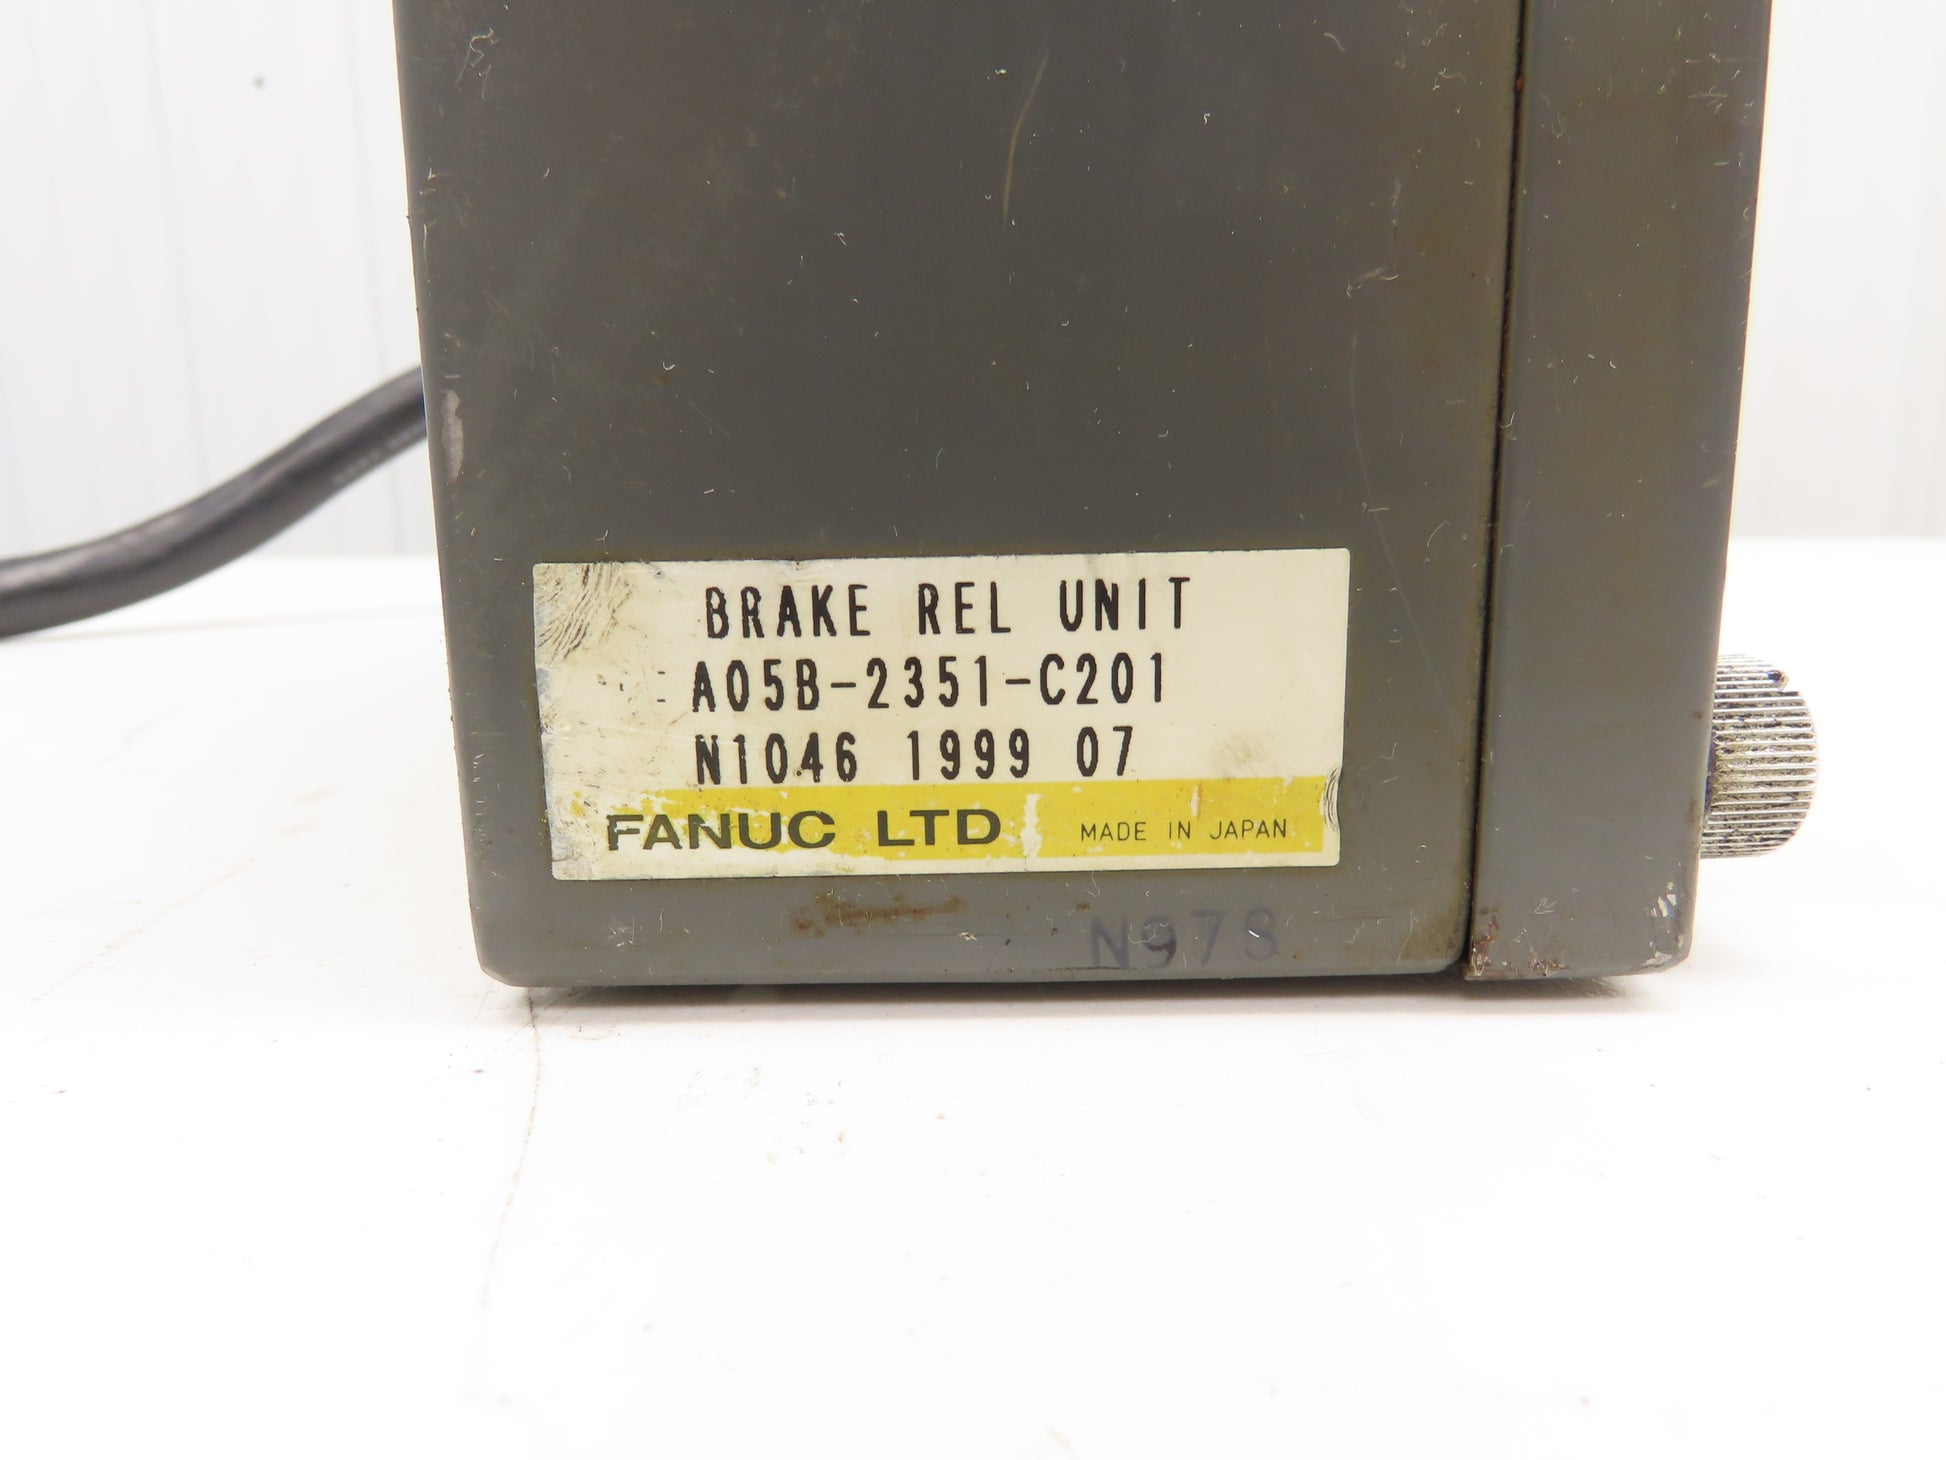 BRAKE REL UNIT
A05B-2351-C201
N1046 1999 07
FANUC LTD MADE IN JAPAN
N97S